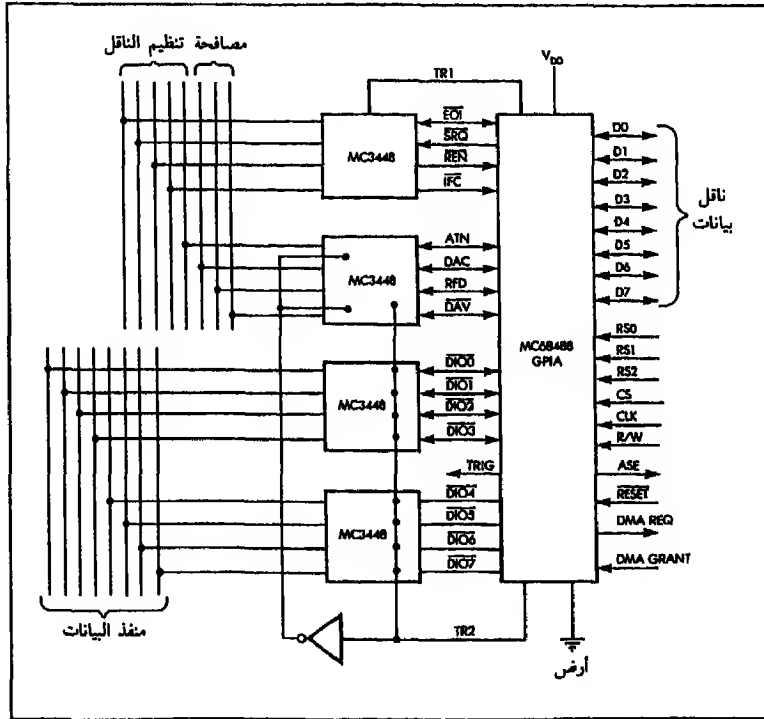 مصافحة تنظيم الناقل
TR1
V_DD
EOI
SRQ
REN
IFC
MC3448
D0
D1
D2
D3
D4
D5
D6
D7
ناقل
بيانات
ATN
DAC
RFD
DAV
MC3448
MC68488
GPIA
RS0
RS1
RS2
CS
CLK
R/W
ASE
RESET
DMA REQ
DMA GRANT
DIO0
DIO1
DIO2
DIO3
MC3448
TRIG
DIO4
DIO5
DIO6
DIO7
MC3448
منفذ البيانات
TR2
أرض